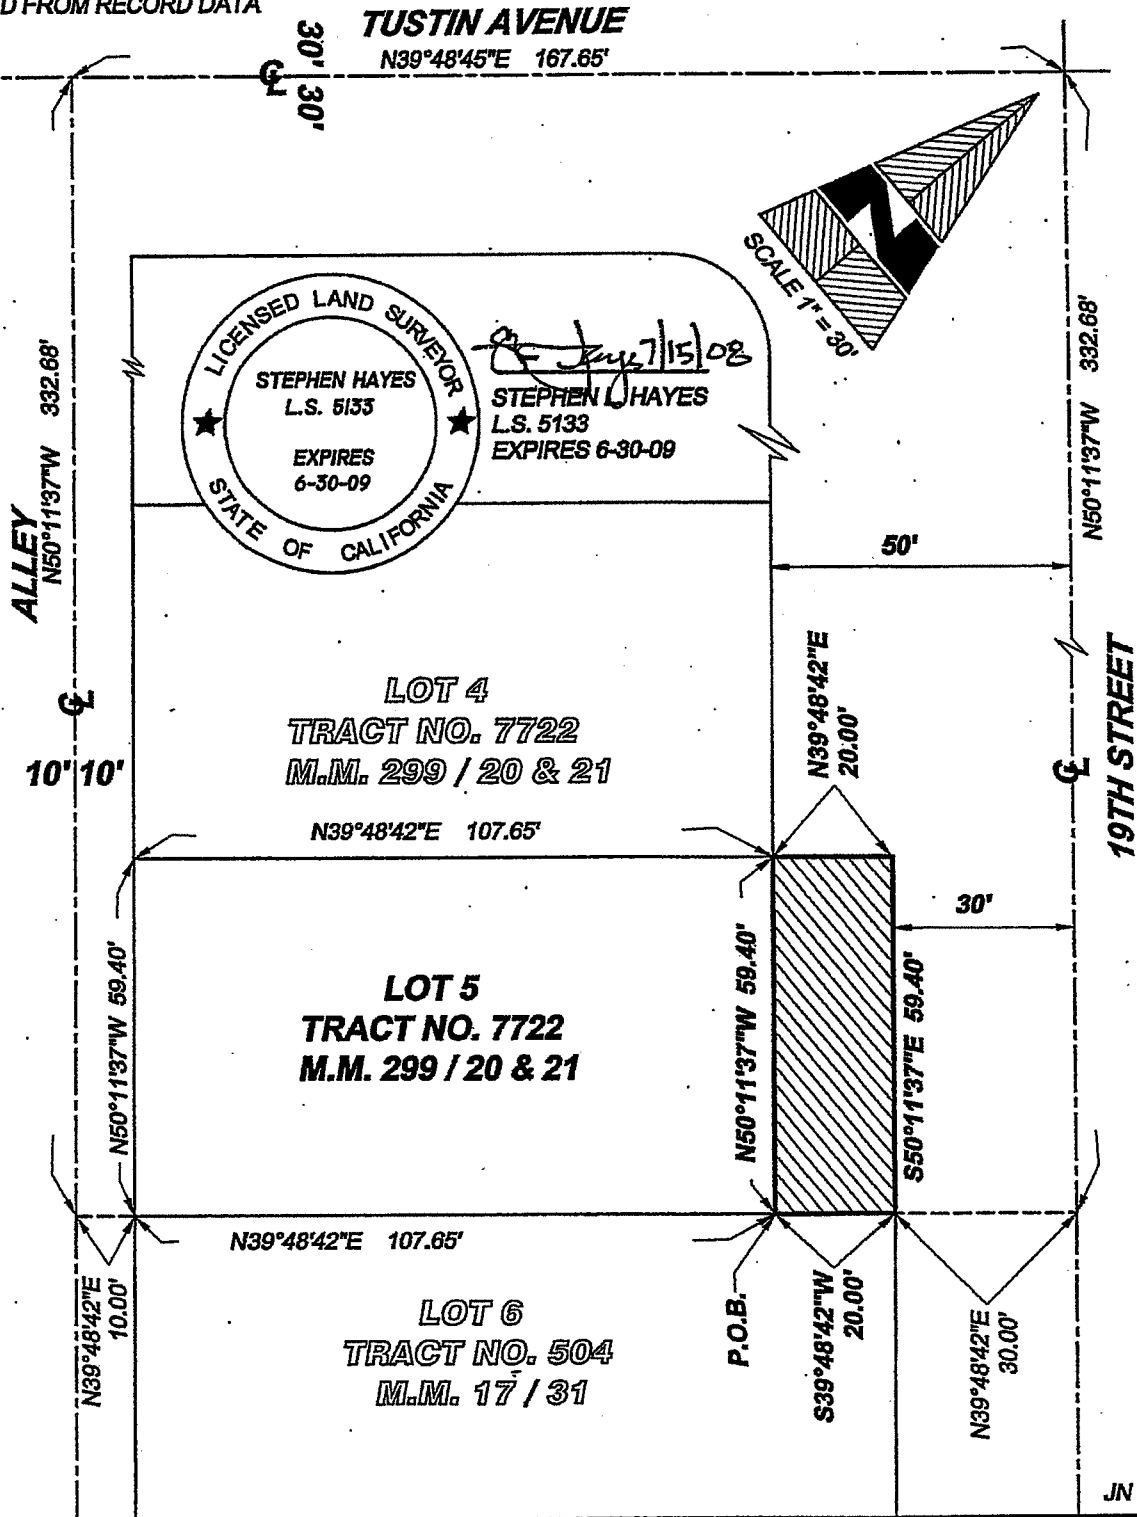 D FROM RECORD DATA
TUSTIN AVENUE
N39°48'45"E 167.65'
30' 30'
℄
SCALE 1" = 30'
N
LICENSED LAND SURVEYOR
STEPHEN HAYES
L.S. 5133
EXPIRES
6-30-09
STATE OF CALIFORNIA
7/15/08
STEPHEN L HAYES
L.S. 5133
EXPIRES 6-30-09
ALLEY
N50°11'37"W 332.68'
N50°11'37"W 332.68'
50'
19TH STREET
℄
℄
10' 10'
LOT 4
TRACT NO. 7722
M.M. 299 / 20 & 21
N39°48'42"E
20.00'
N39°48'42"E 107.65'
30'
N50°11'37"W 59.40'
LOT 5
TRACT NO. 7722
M.M. 299 / 20 & 21
N50°11'37"W 59.40'
S50°11'37"E 59.40'
N39°48'42"E 107.65'
N39°48'42"E
10.00'
LOT 6
TRACT NO. 504
M.M. 17 / 31
P.O.B.
S39°48'42"W
20.00'
N39°48'42"E
30.00'
JN